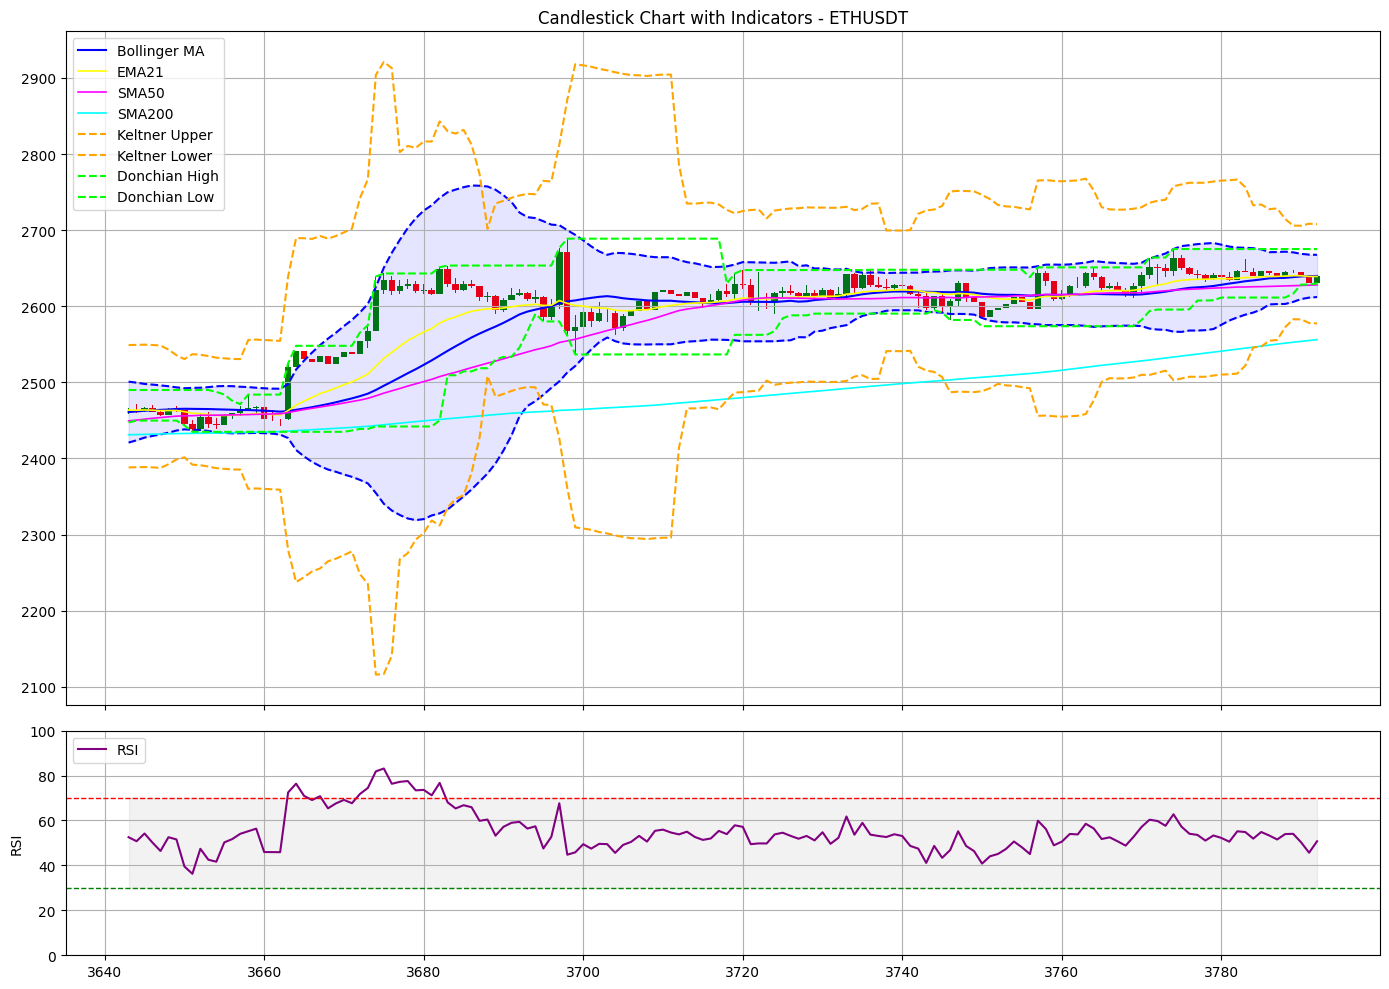 Candlestick Chart with Indicators - ETHUSDT
Bollinger MA
EMA21
SMA50
SMA200
Keltner Upper
Keltner Lower
Donchian High
Donchian Low
2900
2800
2700
2600
2500
2400
2300
2200
2100
RSI
100
80
60
40
20
0
RSI
3640 3660 3680 3700 3720 3740 3760 3780